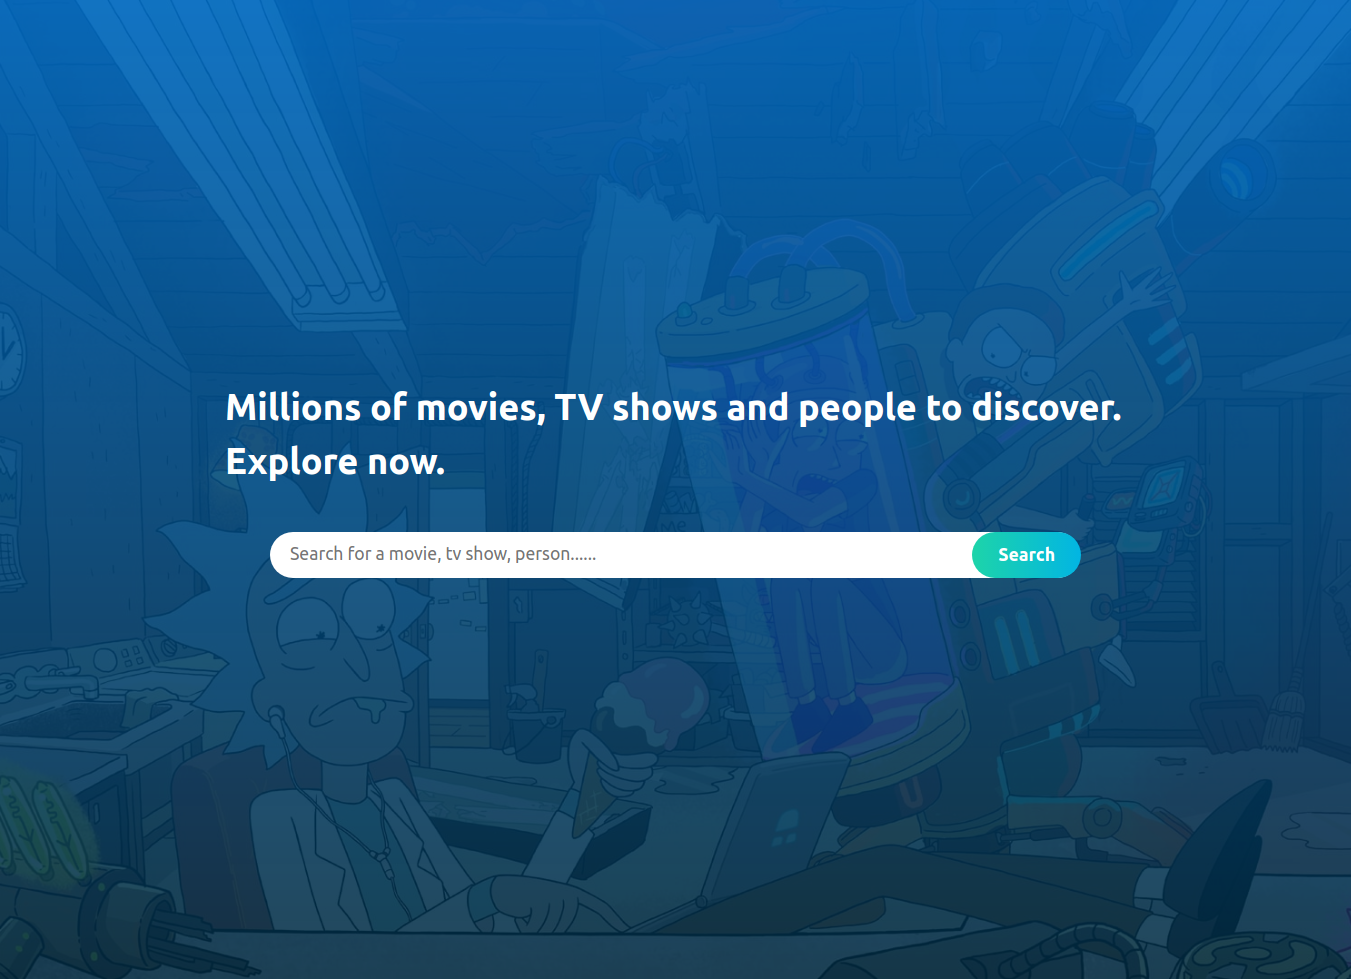 Millions of movies, TV shows and people to discover.
Explore now.
Search for a movie, tv show, person......
Search